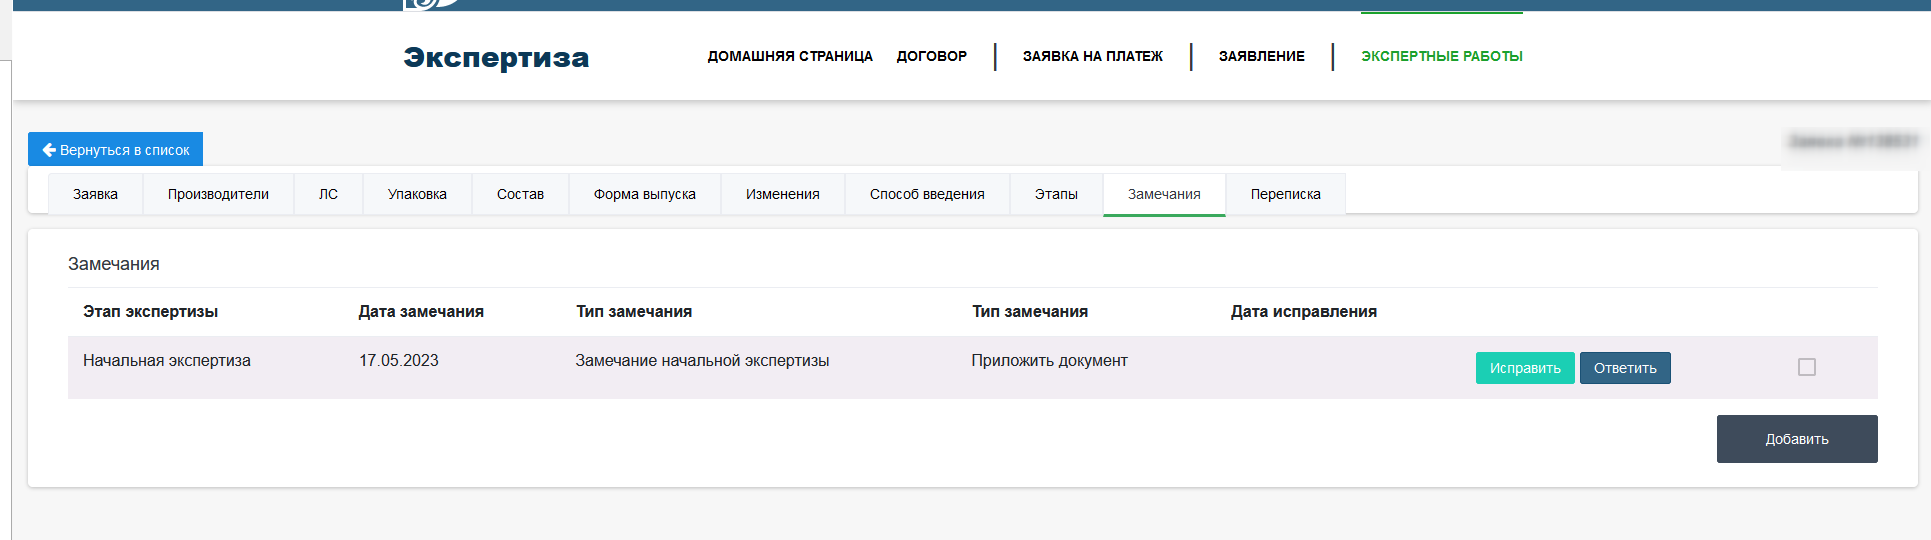 Экспертиза
ДОМАШНЯЯ СТРАНИЦА ДОГОВОР ЗАЯВКА НА ПЛАТЕЖ ЗАЯВЛЕНИЕ ЭКСПЕРТНЫЕ РАБОТЫ
Вернуться в список
Заявка Производители ЛС Упаковка Состав Форма выпуска Изменения Способ введения Этапы Замечания Переписка
Замечания
Этап экспертизы Дата замечания Тип замечания Тип замечания Дата исправления
Начальная экспертиза 17.05.2023 Замечание начальной экспертизы Приложить документ Исправить Ответить
Добавить